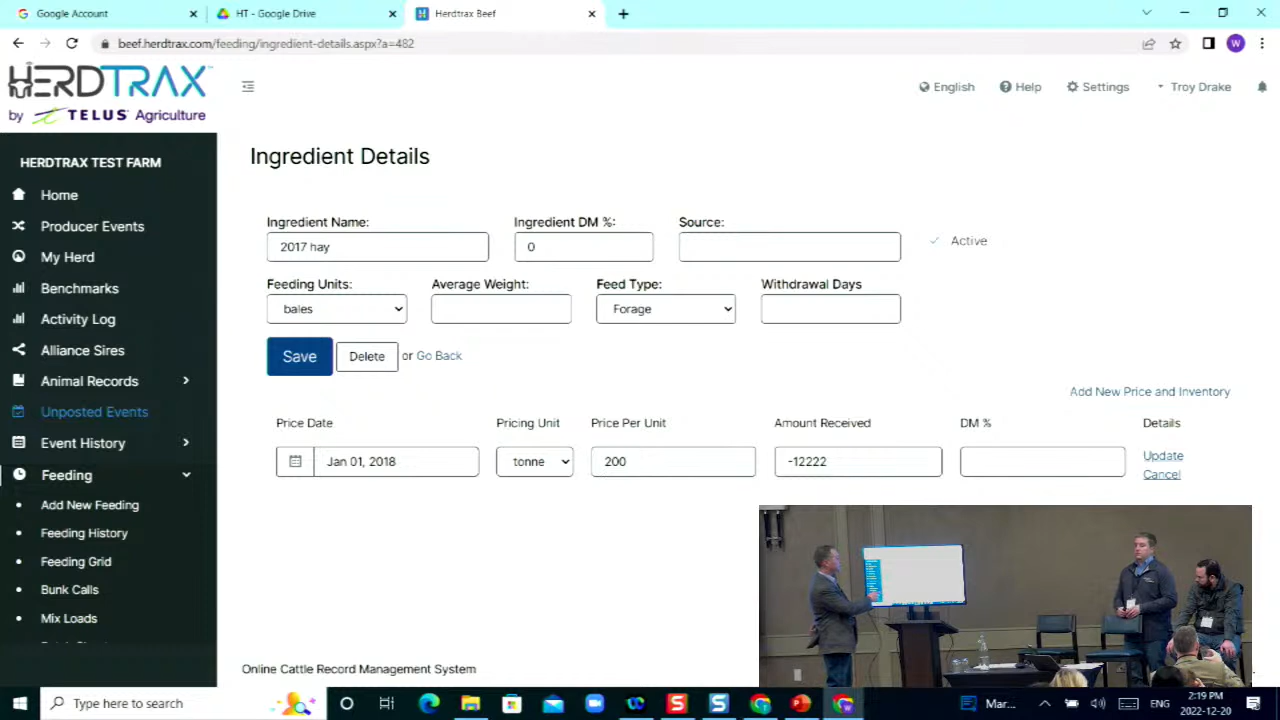 Google Account
HT - Google Drive
Herdtrax Beef
beef.herdtrax.com/feeding/ingredient-details.aspx?a=482
W
HERDTRAX
by TELUS Agriculture
English
Help
Settings
Troy Drake
HERDTRAX TEST FARM
Home
Producer Events
My Herd
Benchmarks
Activity Log
Alliance Sires
Animal Records
Unposted Events
Event History
Feeding
Add New Feeding
Feeding History
Feeding Grid
Bunk Calls
Mix Loads
Ingredient Details
Ingredient Name:
Ingredient DM %:
Source:
2017 hay
0
Active
Feeding Units:
Average Weight:
Feed Type:
Withdrawal Days
bales
Forage
Save
Delete
or Go Back
Add New Price and Inventory
Price Date
Pricing Unit
Price Per Unit
Amount Received
DM %
Details
Jan 01, 2018
tonne
200
-12222
Update
Cancel
Online Cattle Record Management System
Type here to search
Mar...
ENG
2:19 PM
2022-12-20